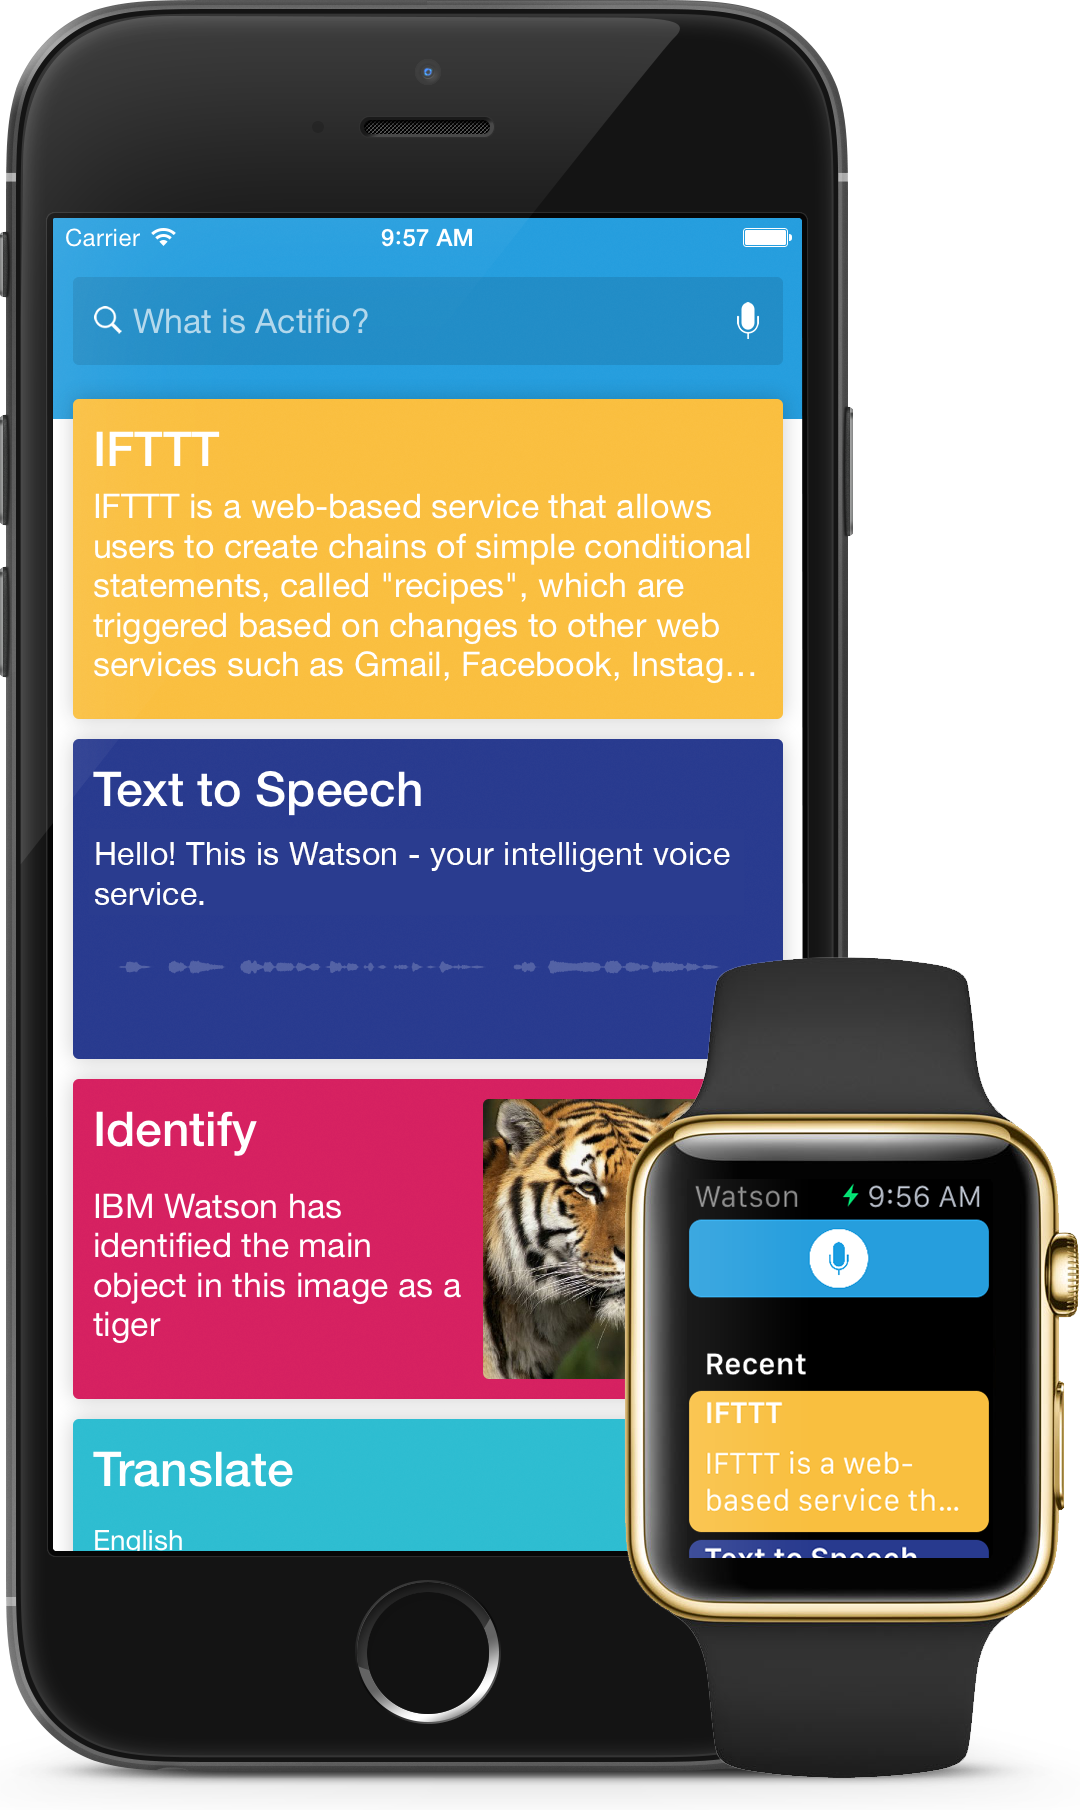 Carrier 9:57 AM
What is Actifio?
IFTTT
IFTTT is a web-based service that allows
users to create chains of simple conditional
statements, called "recipes", which are
triggered based on changes to other web
services such as Gmail, Facebook, Instag...
Text to Speech
Hello! This is Watson - your intelligent voice
service.
Identify
IBM Watson has
identified the main
object in this image as a
tiger
Translate
English
Watson 9:56 AM
Recent
IFTTT
IFTTT is a web-
based service th...
Text to Speech